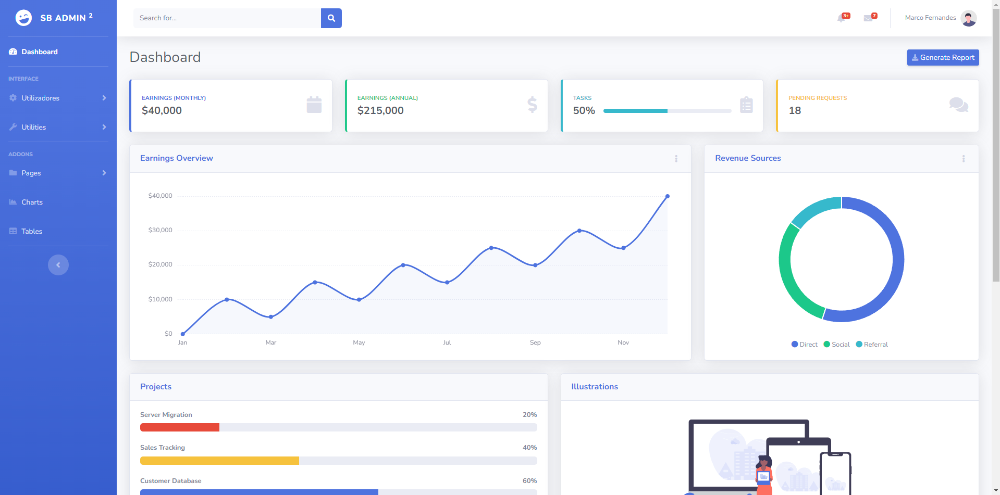 SB ADMIN 2
Search for...
3+
7
Marco Fernandes
Dashboard
INTERFACE
Utilizadores
Utilities
ADDONS
Pages
Charts
Tables
Dashboard
Generate Report
EARNINGS (MONTHLY)
$40,000
EARNINGS (ANNUAL)
$215,000
TASKS
50%
PENDING REQUESTS
18
Earnings Overview
$40,000
$30,000
$20,000
$10,000
$0
Jan Mar May Jul Sep Nov
Revenue Sources
Direct Social Referral
Projects
Server Migration 20%
Sales Tracking 40%
Customer Database 60%
Illustrations